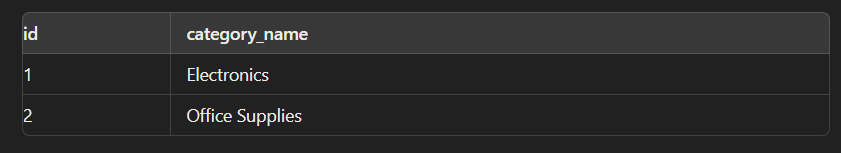 id category_name
1 Electronics
2 Office Supplies